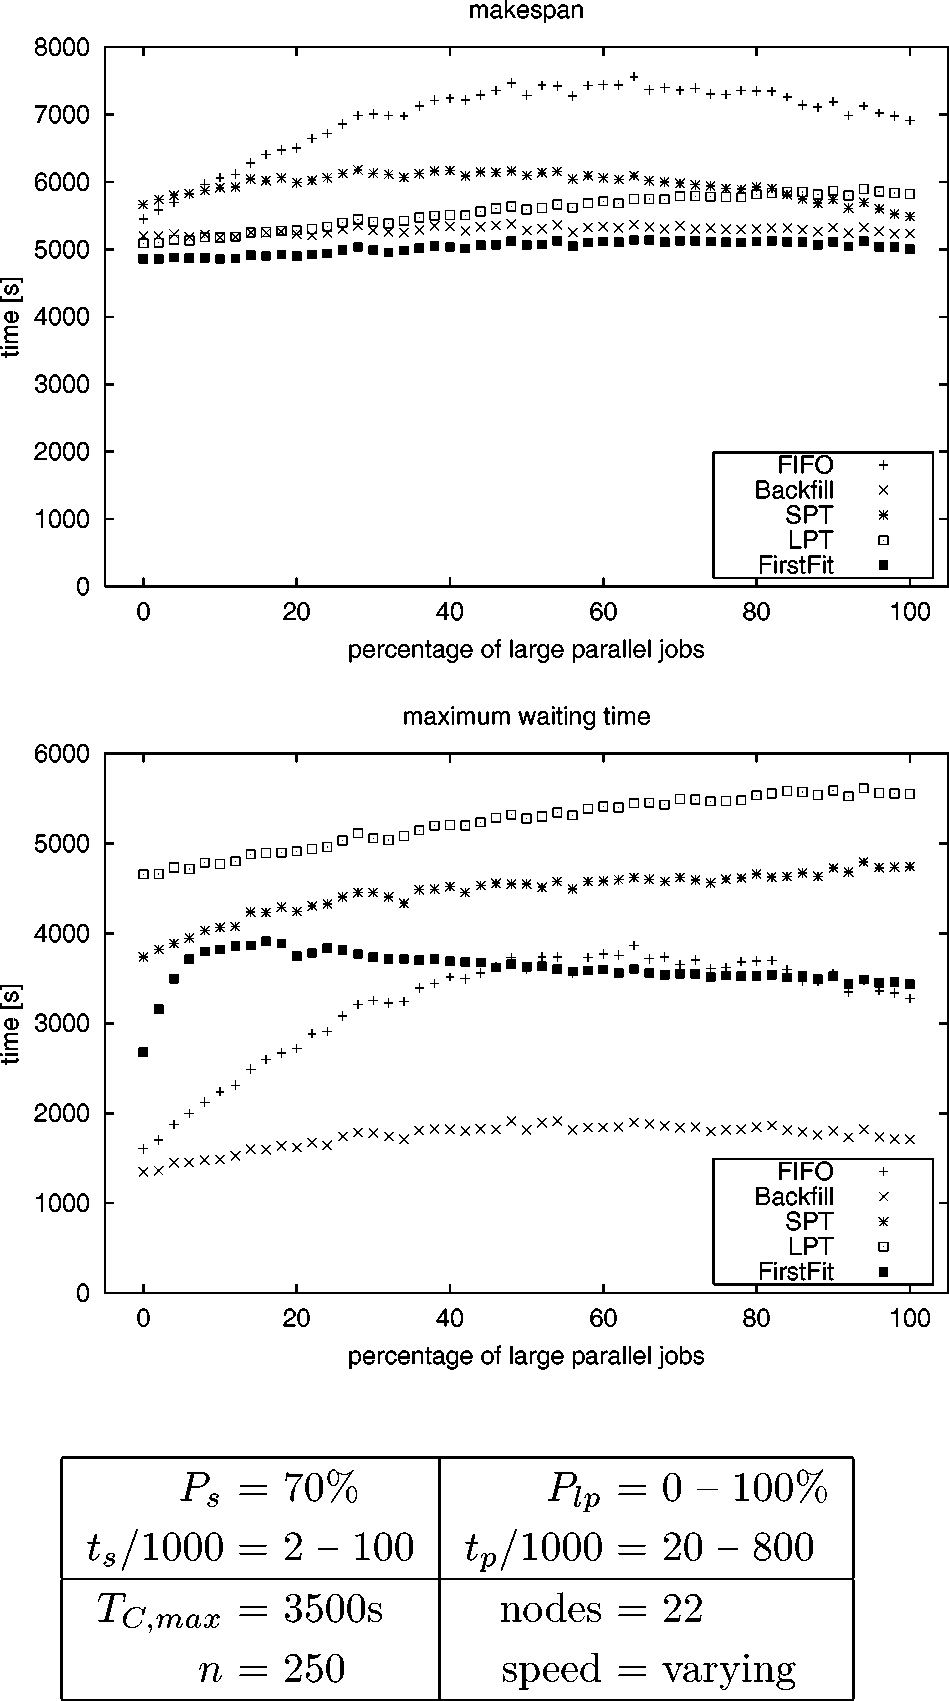 makespan
8000
7000
6000
5000
4000
3000
2000
1000
0
time [s]
FIFO
Backfill
SPT
LPT
FirstFit
0 20 40 60 80 100
percentage of large parallel jobs
maximum waiting time
6000
5000
4000
3000
2000
1000
0
time [s]
FIFO
Backfill
SPT
LPT
FirstFit
0 20 40 60 80 100
percentage of large parallel jobs
P_s = 70% P_{lp} = 0 – 100%
t_s/1000 = 2 – 100 t_p/1000 = 20 – 800
T_{C,max} = 3500s nodes = 22
n = 250 speed = varying